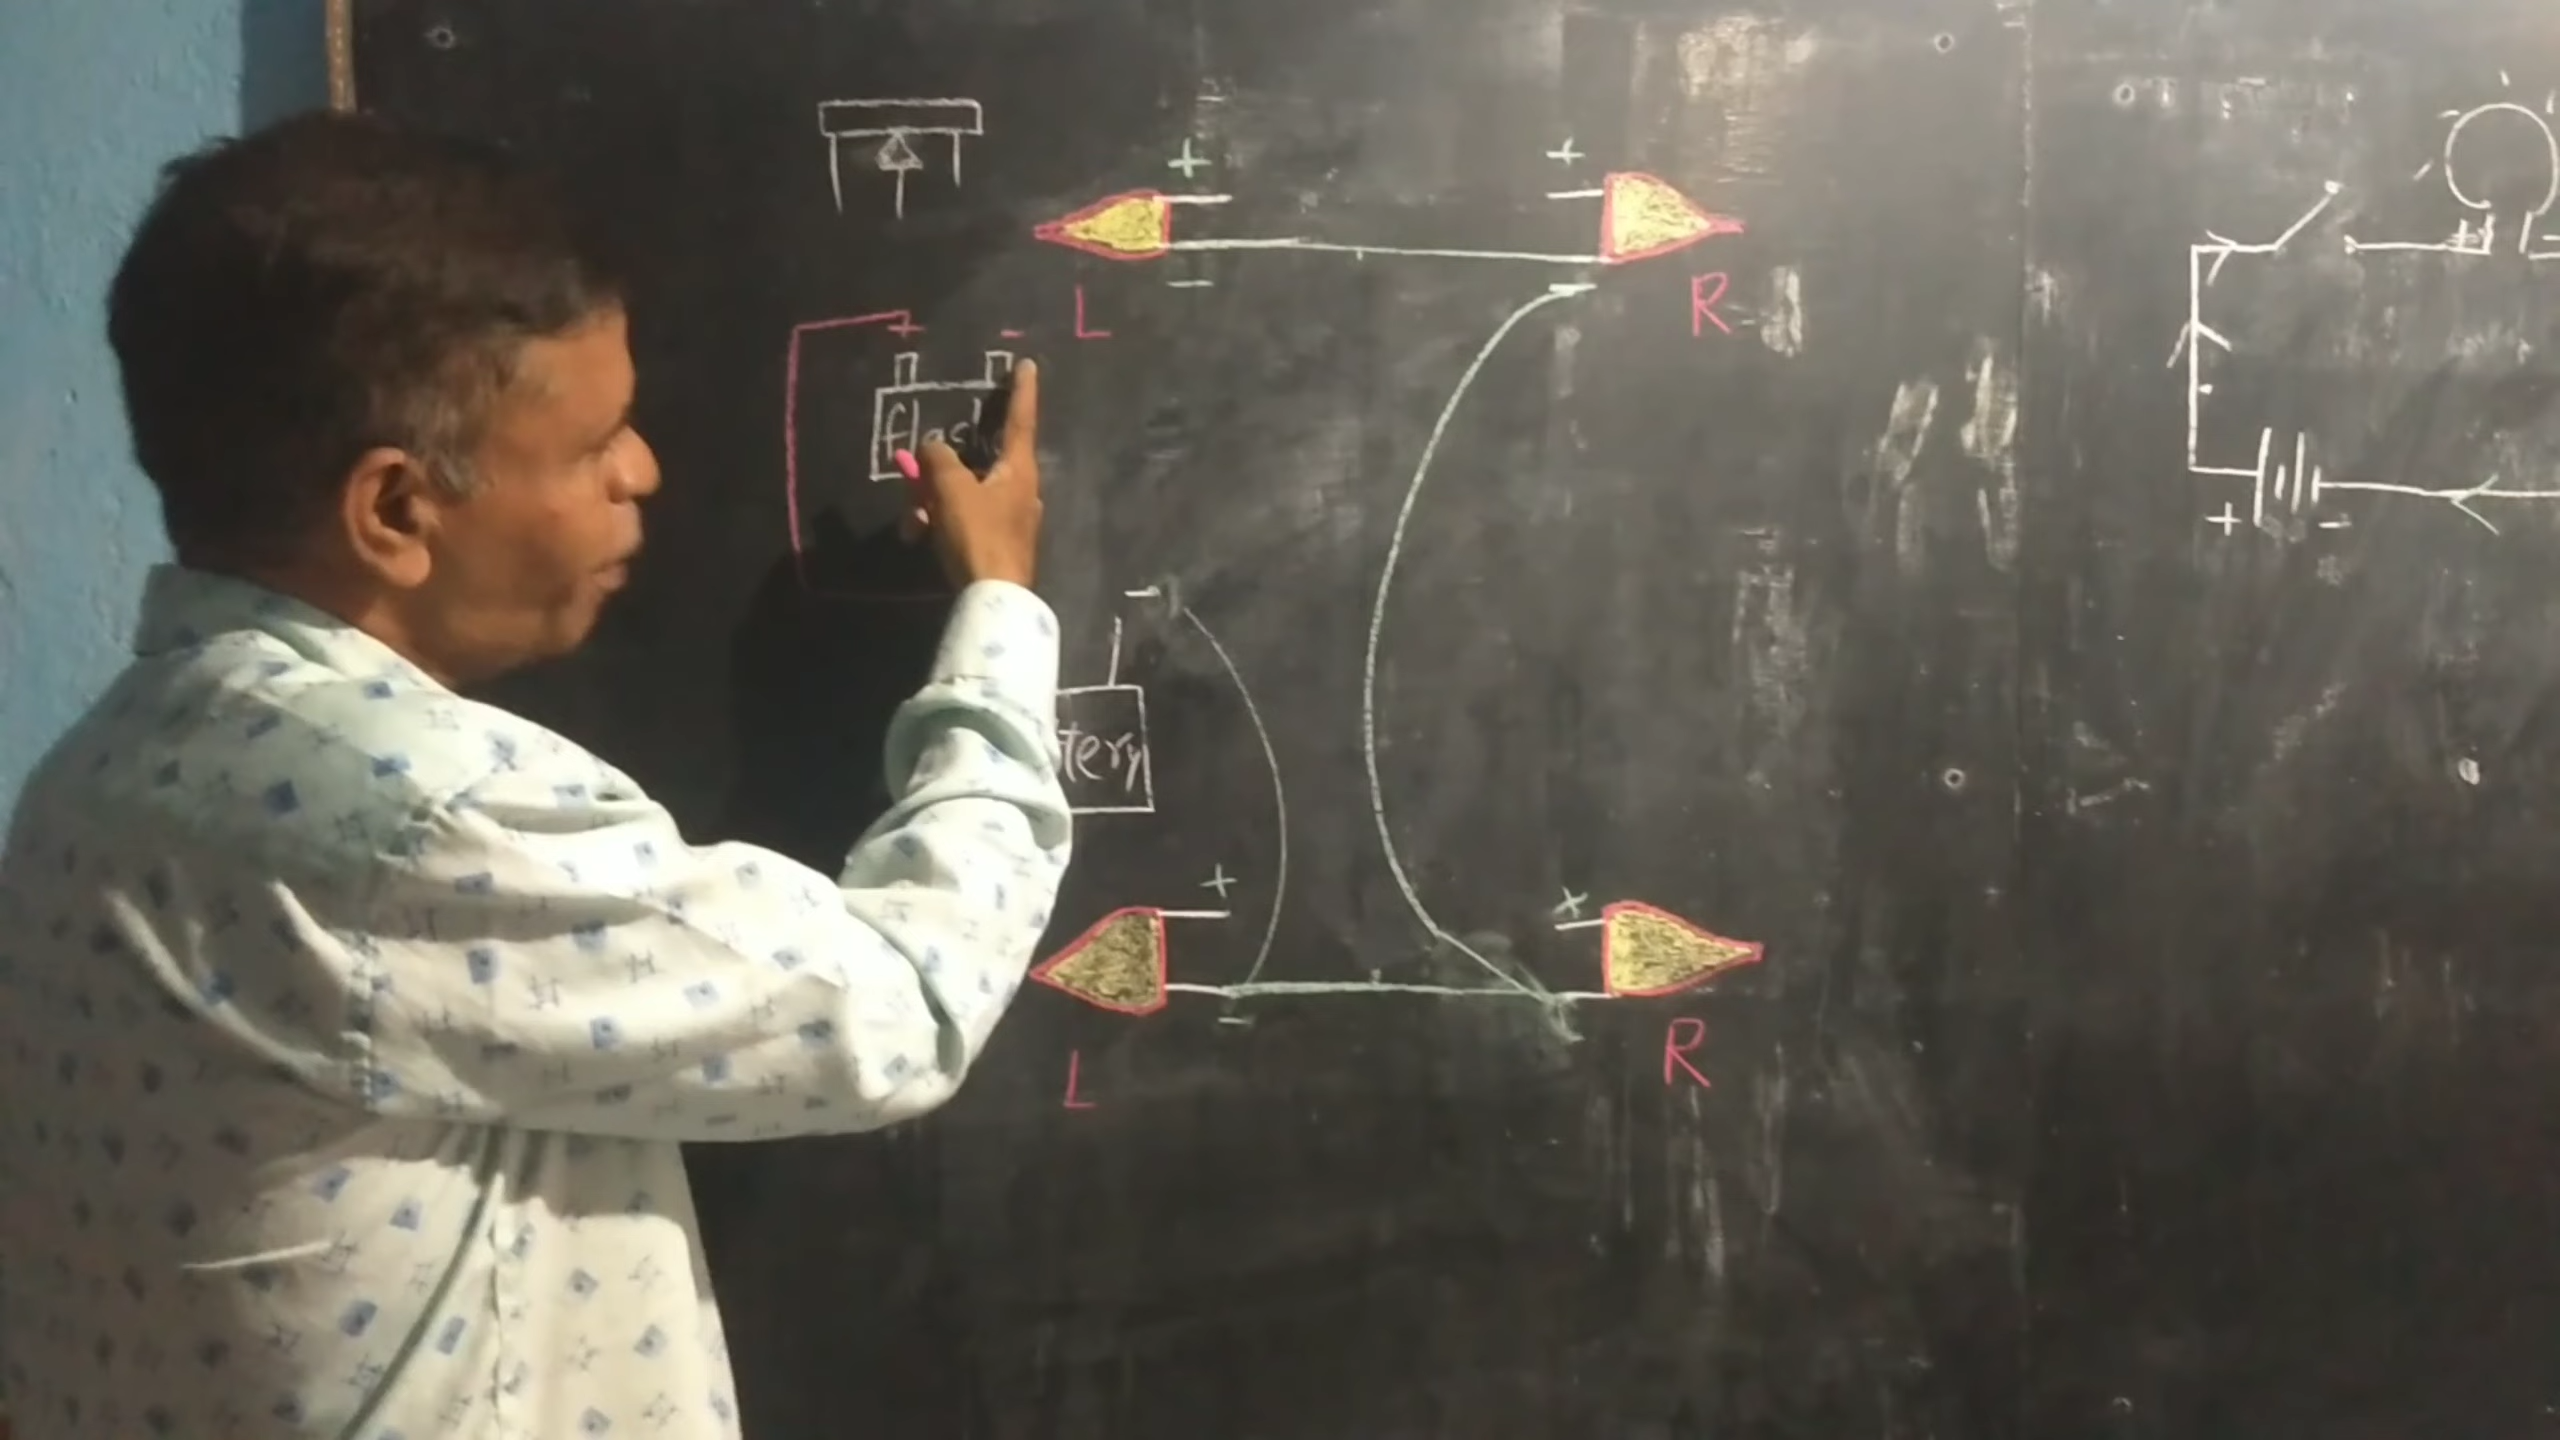 + +
- -
L R
+ -
flash
-
tery
+ -
+ x
-
L R